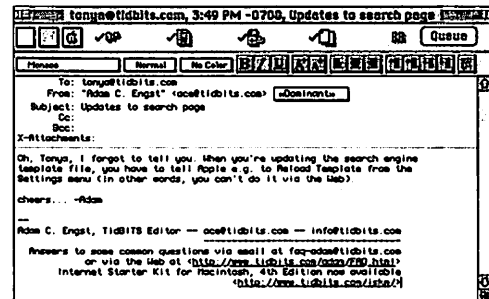 tonya@tidbits.com, 3:49 PM -0700, Updates to search page
QP
Queue
Monaco Normal No Color B I U
To: tonya@tidbits.com
From: "Adam C. Engst" <ace@tidbits.com> «Dominant»
Subject: Updates to search page
Cc:
Bcc:
X-Attachments:
Oh, Tonya, I forgot to tell you. When you're updating the search engine
template file, you have to tell Apple e.g. to Reload Template from the
Settings menu (in other words, you can't do it via the Web).
cheers... -Adam
--
Adam C. Engst, TidBITS Editor -- ace@tidbits.com -- info@tidbits.com
Answers to some common questions via email at faq-adam@tidbits.com
or via the Web at <http://www.tidbits.com/adam/FAQ.html>
Internet Starter Kit for Macintosh, 4th Edition now available
<http://www.tidbits.com/iskm/>